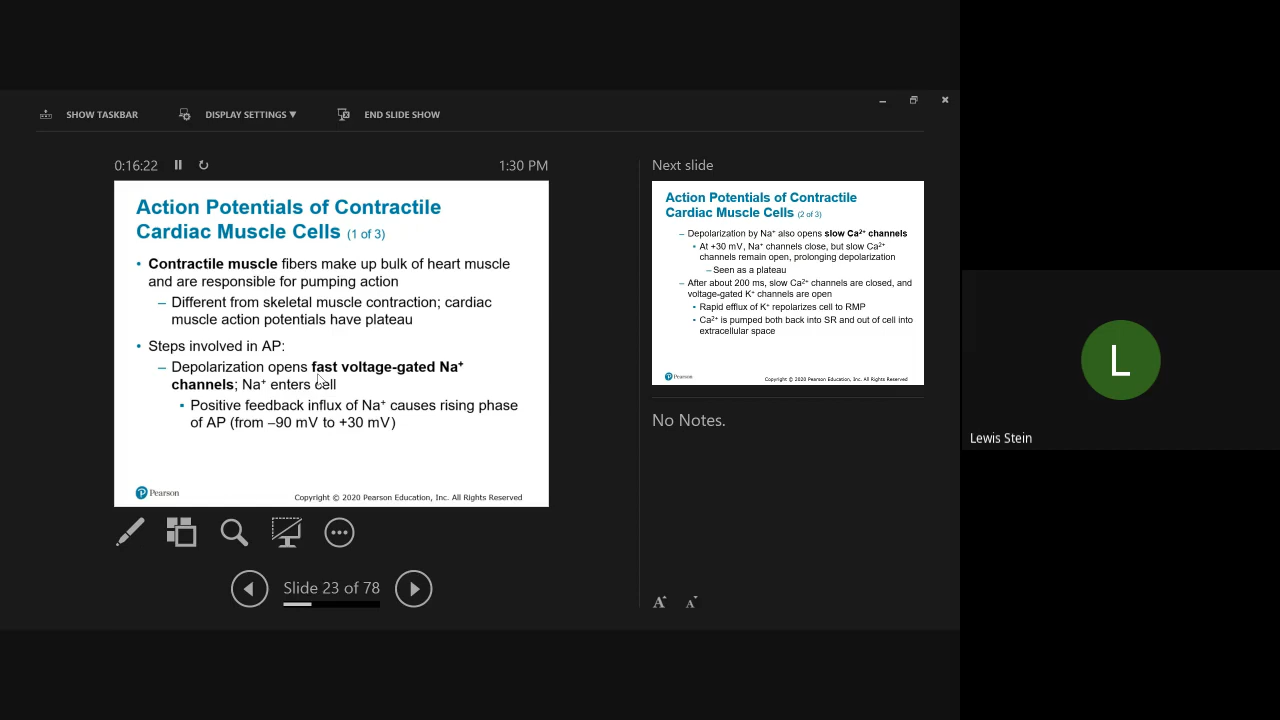 SHOW TASKBAR
DISPLAY SETTINGS ▼
END SLIDE SHOW
0:16:22
1:30 PM
Action Potentials of Contractile
Cardiac Muscle Cells (1 of 3)
• Contractile muscle fibers make up bulk of heart muscle
and are responsible for pumping action
– Different from skeletal muscle contraction; cardiac
muscle action potentials have plateau
• Steps involved in AP:
– Depolarization opens fast voltage-gated Na⁺
channels; Na⁺ enters cell
▪ Positive feedback influx of Na⁺ causes rising phase
of AP (from –90 mV to +30 mV)
P Pearson
Copyright © 2020 Pearson Education, Inc. All Rights Reserved
Slide 23 of 78
Next slide
Action Potentials of Contractile
Cardiac Muscle Cells (2 of 3)
– Depolarization by Na⁺ also opens slow Ca²⁺ channels
▪ At +30 mV, Na⁺ channels close, but slow Ca²⁺
channels remain open, prolonging depolarization
– Seen as a plateau
– After about 200 ms, slow Ca²⁺ channels are closed, and
voltage-gated K⁺ channels are open
▪ Rapid efflux of K⁺ repolarizes cell to RMP
▪ Ca²⁺ is pumped both back into SR and out of cell into
extracellular space
P Pearson
Copyright © 2020 Pearson Education, Inc. All Rights Reserved
No Notes.
A A
L
Lewis Stein